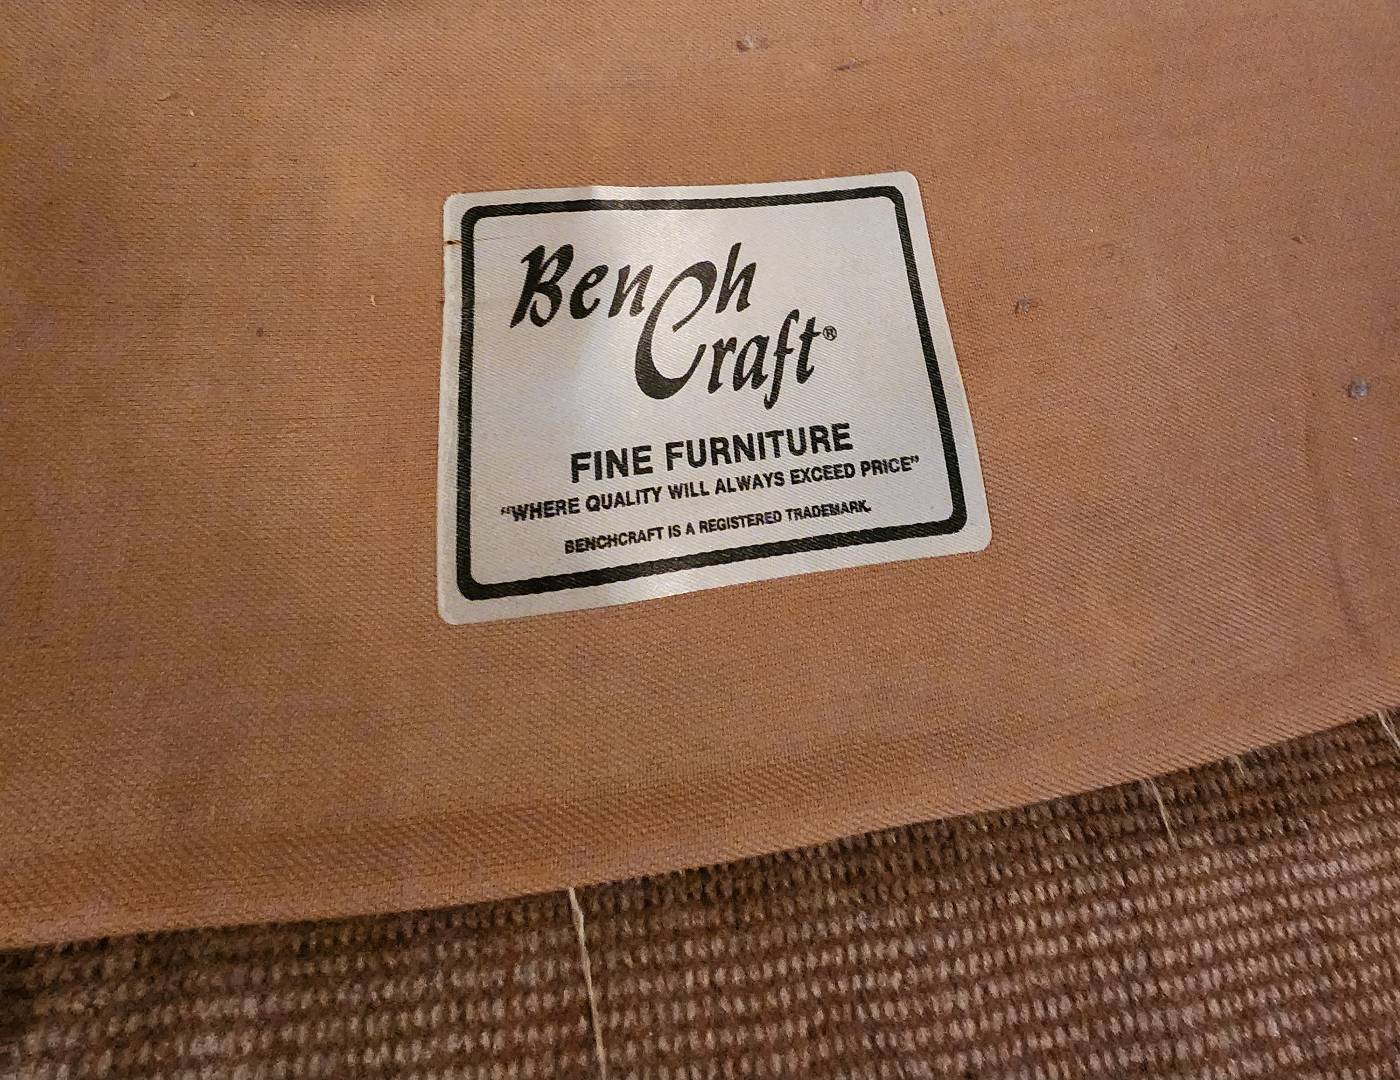 Bench
Craft®
FINE FURNITURE
“WHERE QUALITY WILL ALWAYS EXCEED PRICE”
BENCHCRAFT IS A REGISTERED TRADEMARK.